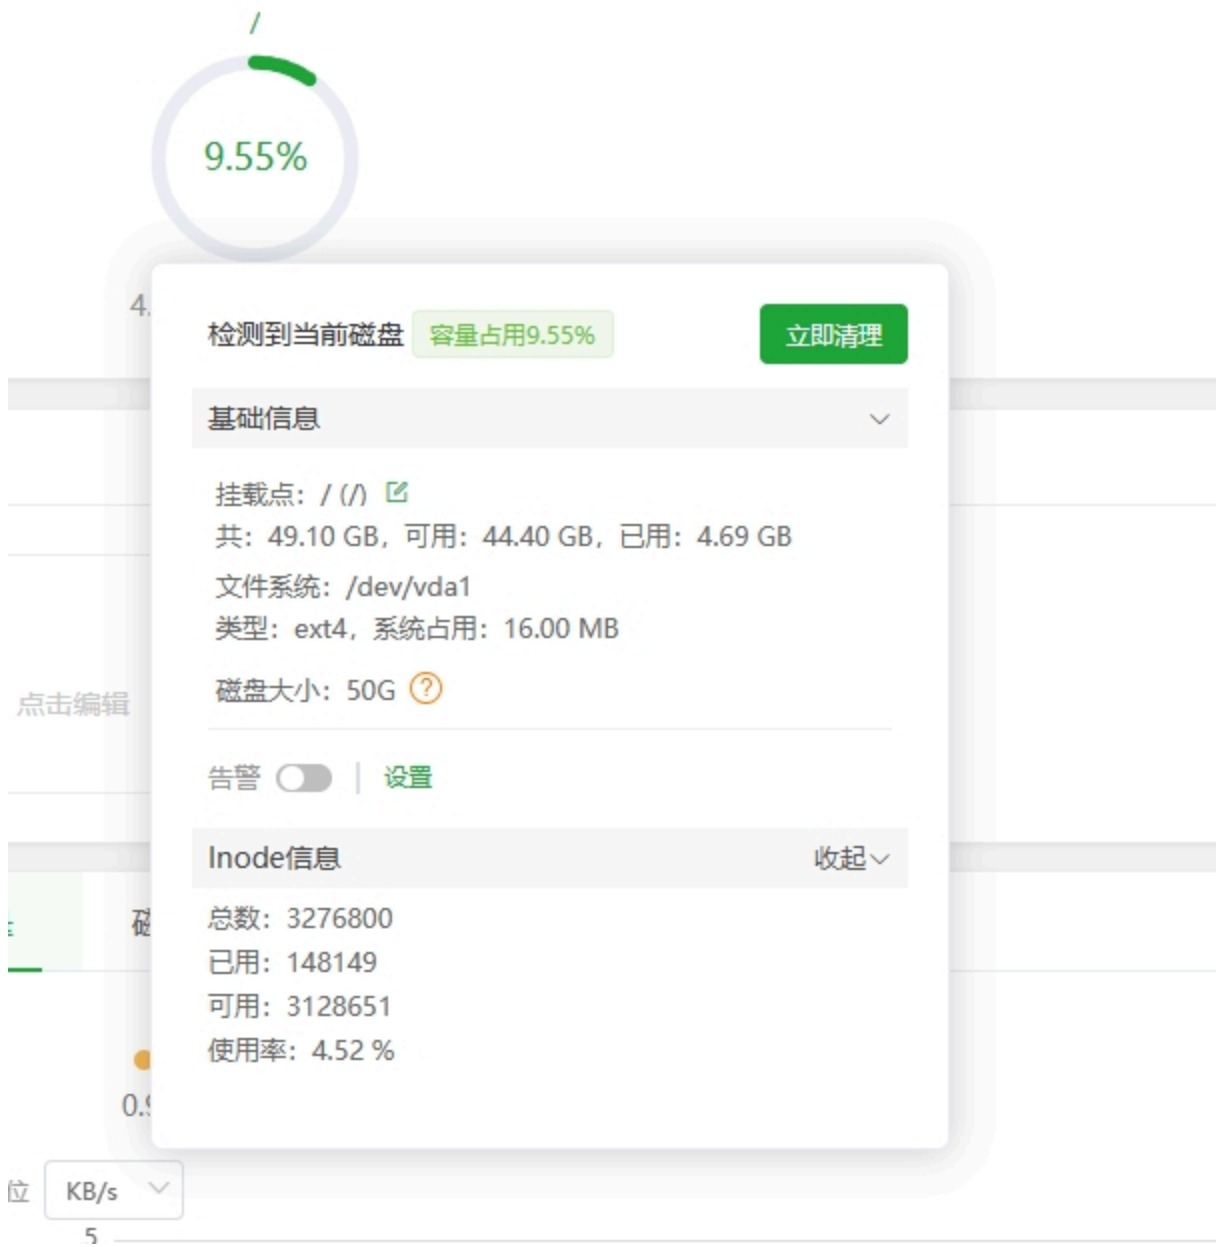 /
9.55%
4.
检测到当前磁盘 容量占用9.55% 立即清理
基础信息
挂载点: / (/)
共: 49.10 GB, 可用: 44.40 GB, 已用: 4.69 GB
文件系统: /dev/vda1
类型: ext4, 系统占用: 16.00 MB
磁盘大小: 50G
点击编辑
告警 | 设置
Inode信息 收起
总数: 3276800
磁
已用: 148149
可用: 3128651
使用率: 4.52 %
0.9
位 KB/s
5